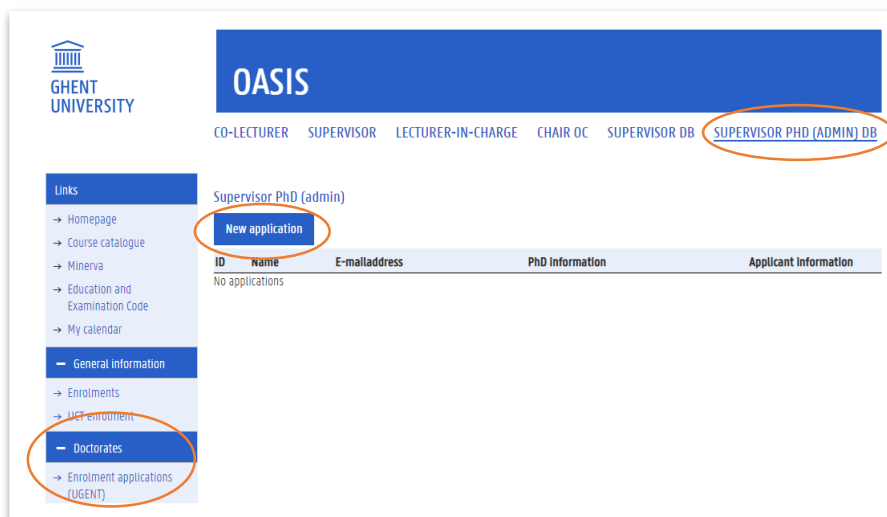 GHENT
UNIVERSITY
OASIS
CO-LECTURER SUPERVISOR LECTURER-IN-CHARGE CHAIR OC SUPERVISOR DB SUPERVISOR PHD (ADMIN) DB
Links
→ Homepage
→ Course catalogue
→ Minerva
→ Education and
Examination Code
→ My calendar
– General information
→ Enrolments
→ UCT enrolment
– Doctorates
→ Enrolment applications
(UGENT)
Supervisor PhD (admin)
New application
ID Name E-mailaddress PhD Information Applicant Information
No applications